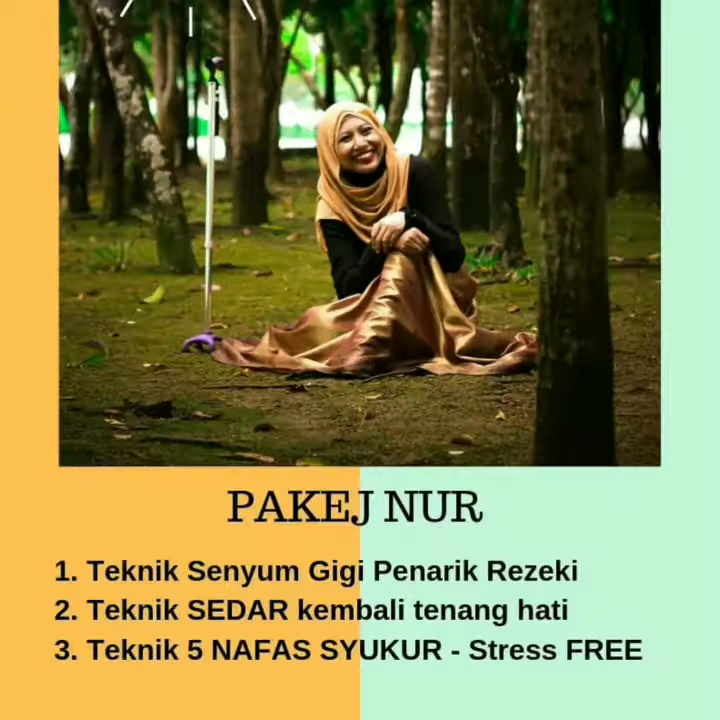 PAKEJ NUR
1. Teknik Senyum Gigi Penarik Rezeki
2. Teknik SEDAR kembali tenang hati
3. Teknik 5 NAFAS SYUKUR - Stress FREE